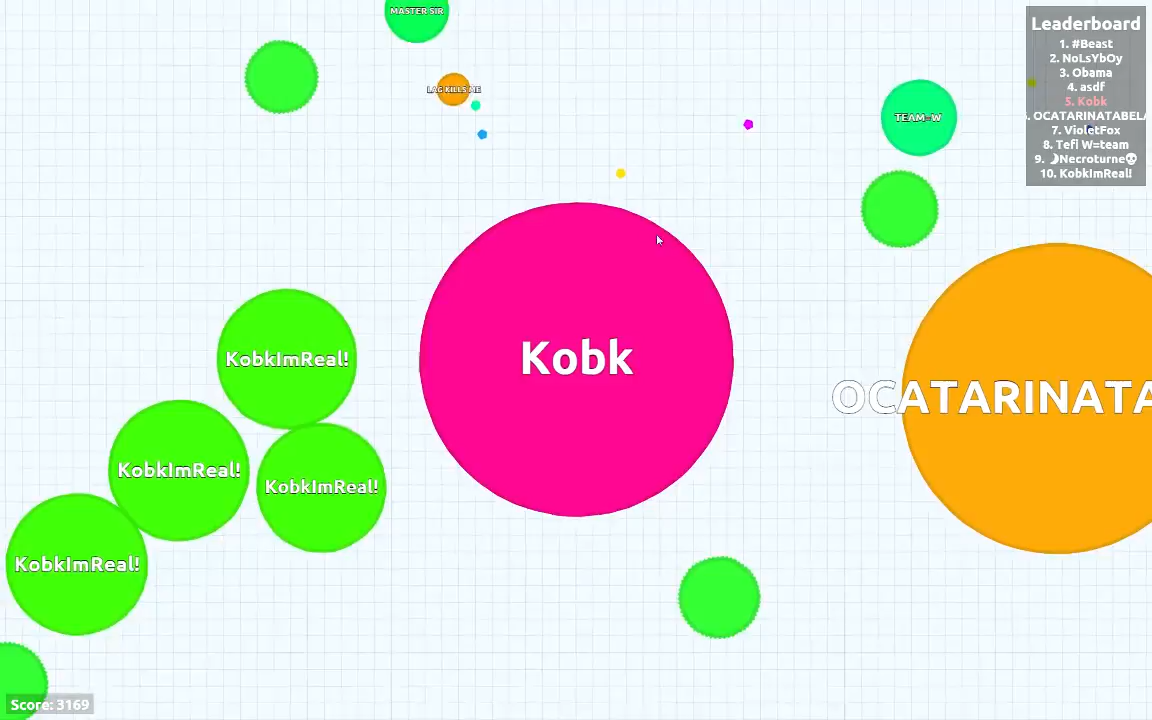 MASTER SIR
LAG KILLS ME
TEAM=W
Leaderboard
1. #Beast
2. NoLsYbOy
3. Obama
4. asdf
5. Kobk
. OCATARINATABELA
7. VioletFox
8. Tefl W=team
9. 🌙Necroturne💀
10. KobkImReal!
Kobk
OCATARINATA
KobkImReal!
KobkImReal!
KobkImReal!
KobkImReal!
Score: 3169